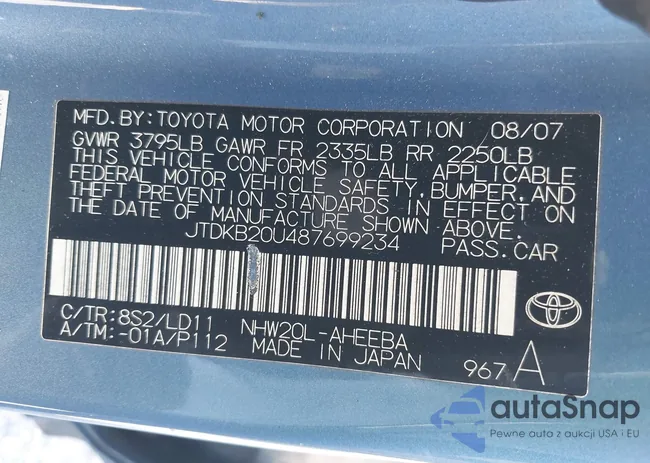 MFD. BY: TOYOTA MOTOR CORPORATION 08/07
GVWR 3795LB GAWR FR 2335LB RR 2250LB
THIS VEHICLE CONFORMS TO ALL APPLICABLE
FEDERAL MOTOR VEHICLE SAFETY, BUMPER, AND
THEFT PREVENTION STANDARDS IN EFFECT ON
THE DATE OF MANUFACTURE SHOWN ABOVE.
JTDKB20U487699234 PASS. CAR
C/TR: 8S2/LD11 NHW20L-AHEEBA
A/TM: -01A/P112 MADE IN JAPAN 967 A
autaSnap
Pewne auto z aukcji USA i EU